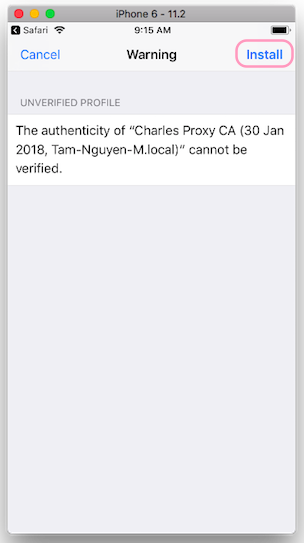 iPhone 6 - 11.2
Safari 9:15 AM
Cancel Warning Install
UNVERIFIED PROFILE
The authenticity of “Charles Proxy CA (30 Jan
2018, Tam-Nguyen-M.local)” cannot be
verified.